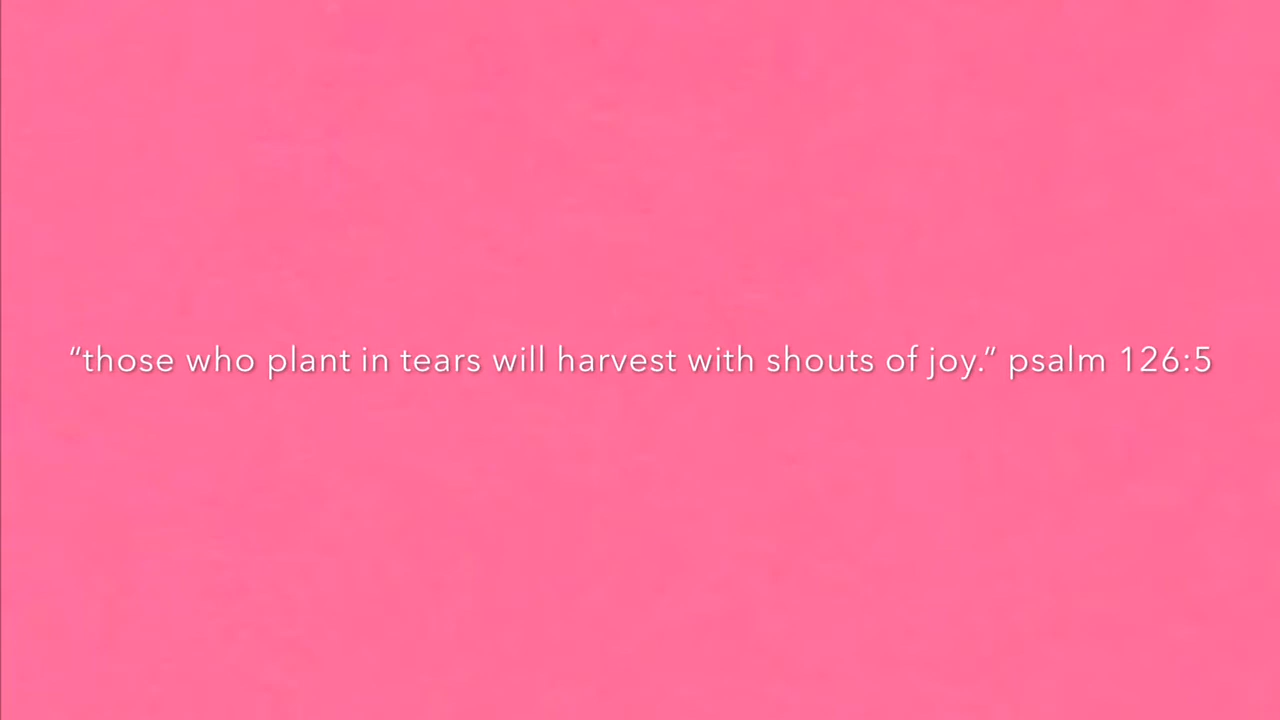 “those who plant in tears will harvest with shouts of joy.” psalm 126:5